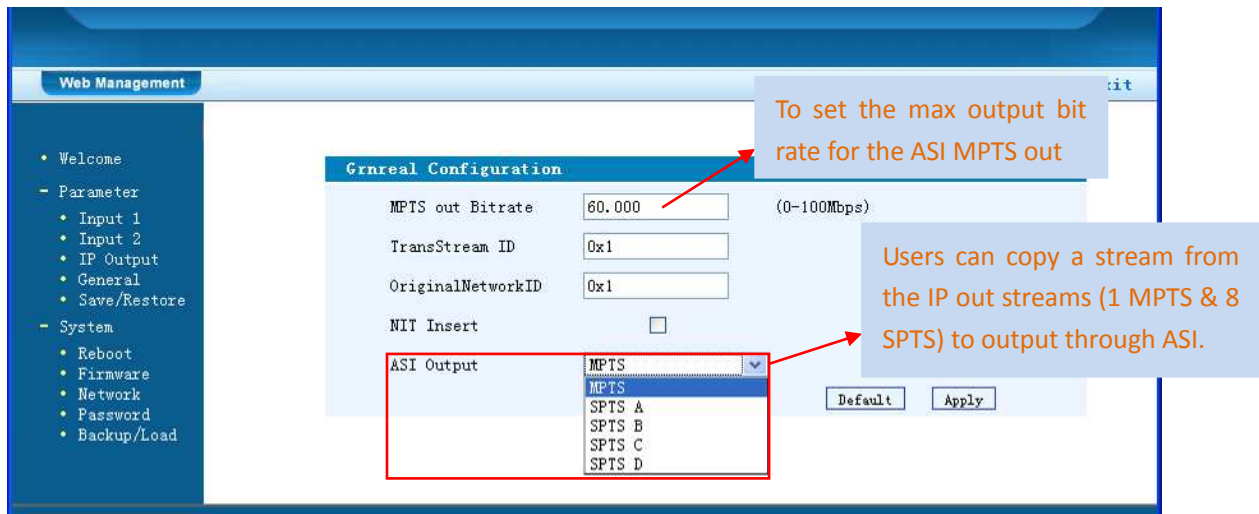 Web Management
xit
To set the max output bit
rate for the ASI MPTS out
• Welcome
- Parameter
• Input 1
• Input 2
• IP Output
• General
• Save/Restore
- System
• Reboot
• Firmware
• Network
• Password
• Backup/Load
Grnreal Configuration
MPTS out Bitrate 60.000 (0-100Mbps)
TransStream ID 0x1
OriginalNetworkID 0x1
NIT Insert
ASI Output MPTS
MPTS
SPTS A
SPTS B
SPTS C
SPTS D
Users can copy a stream from
the IP out streams (1 MPTS & 8
SPTS) to output through ASI.
Default Apply